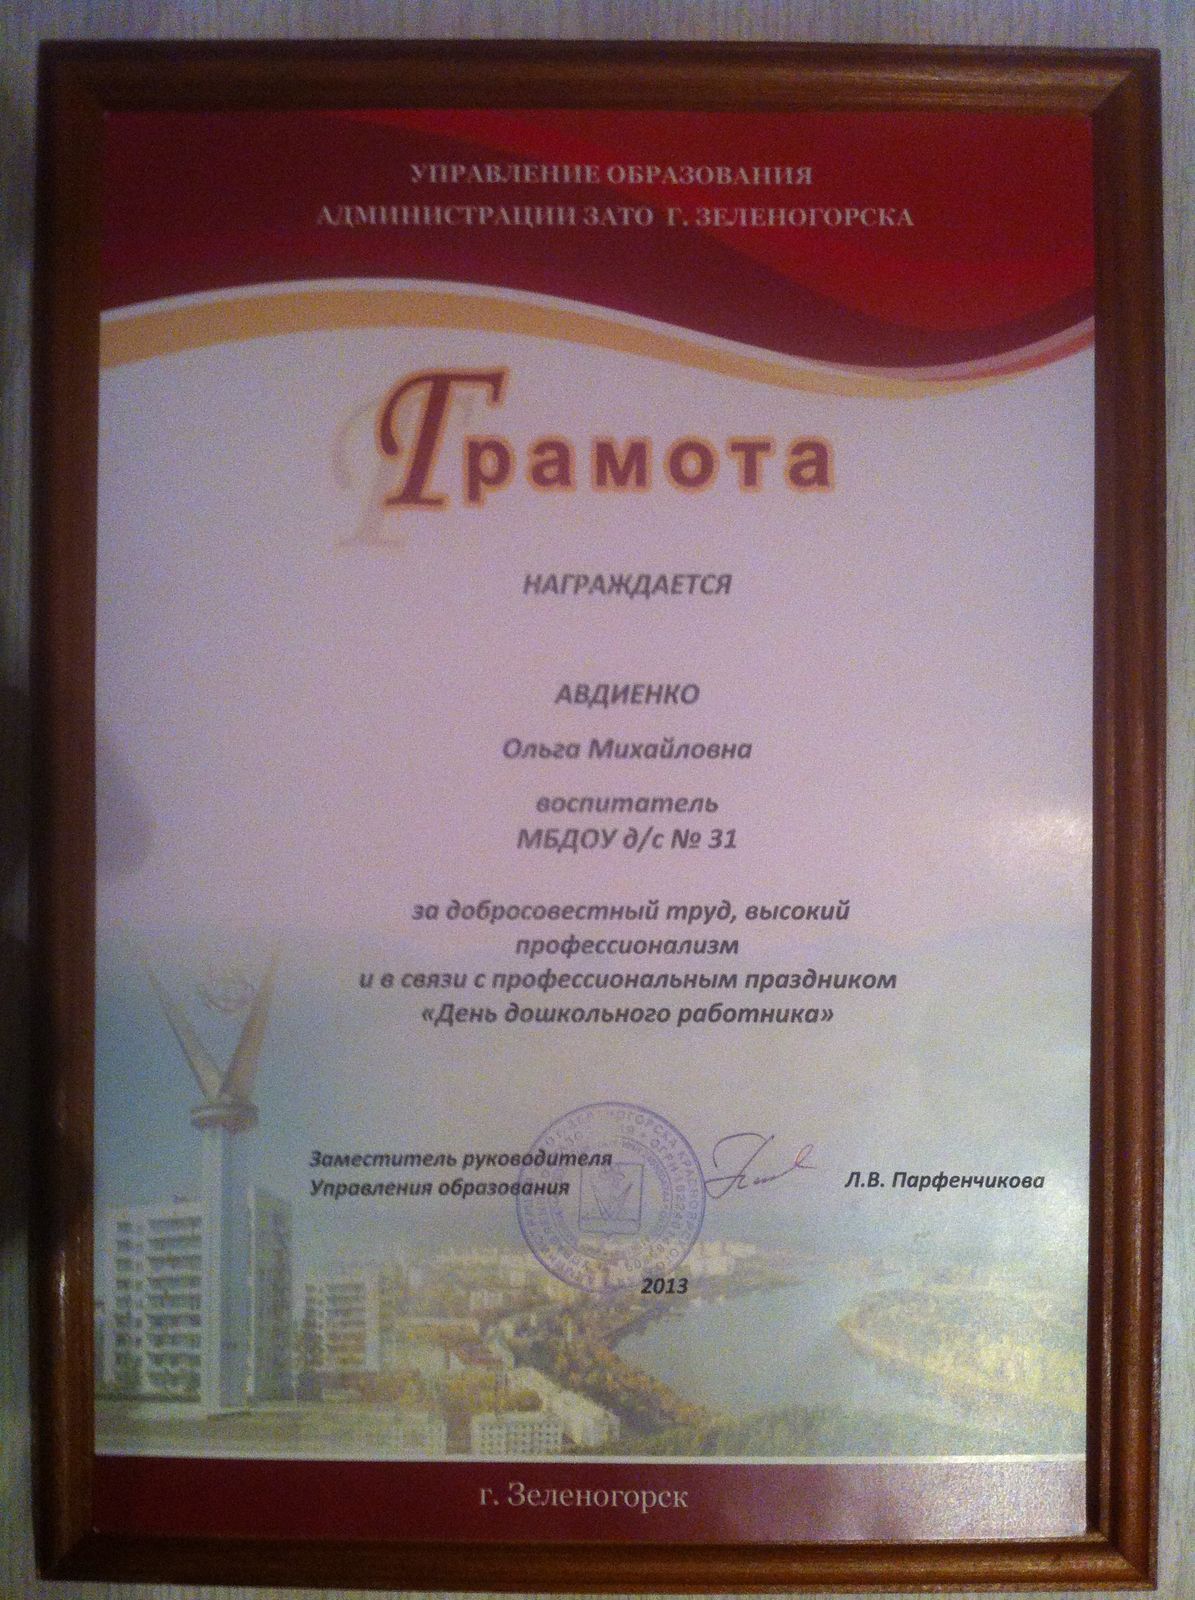 УПРАВЛЕНИЕ ОБРАЗОВАНИЯ
АДМИНИСТРАЦИИ ЗАТО Г. ЗЕЛЕНОГОРСКА
Грамота
НАГРАЖДАЕТСЯ
АВДИЕНКО
Ольга Михайловна
воспитатель
МБДОУ д/с № 31
за добросовестный труд, высокий
профессионализм
и в связи с профессиональным праздником
«День дошкольного работника»
Заместитель руководителя
Управления образования
Л.В. Парфенчикова
2013
г. Зеленогорск